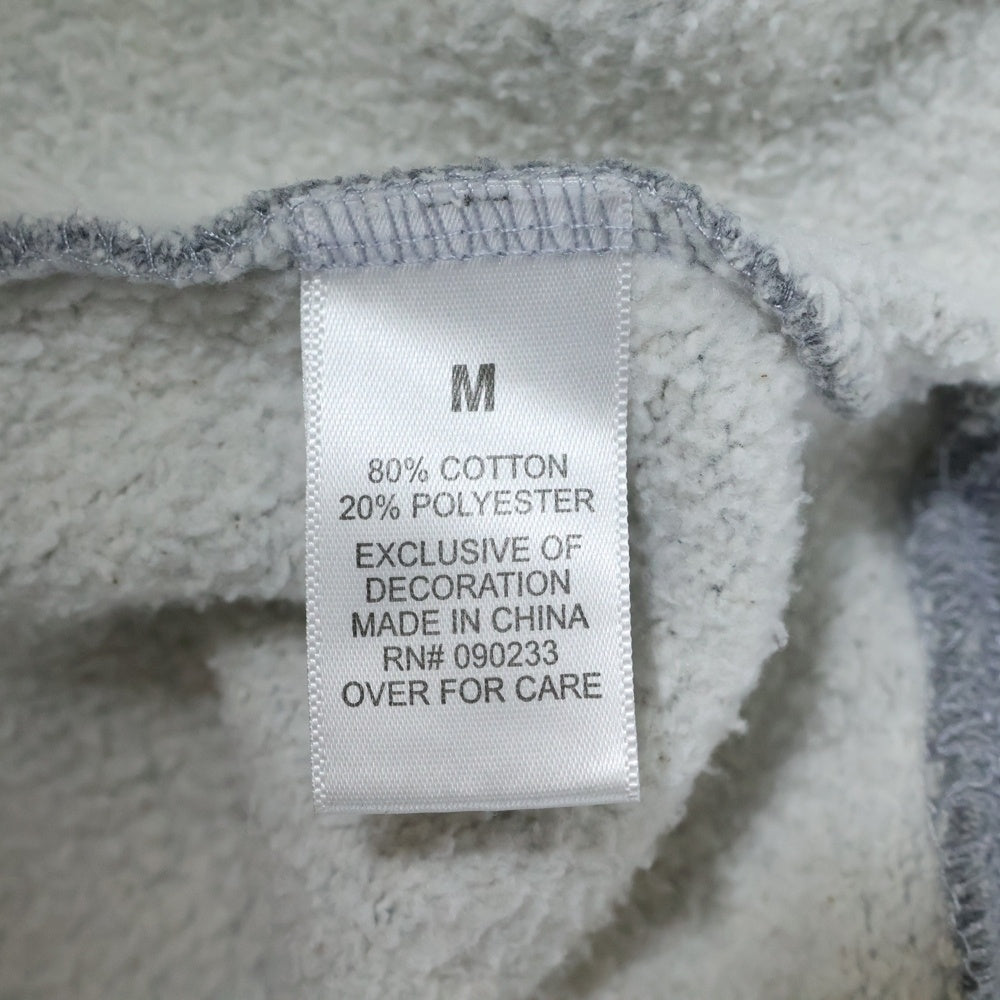 M
80% COTTON
20% POLYESTER
EXCLUSIVE OF
DECORATION
MADE IN CHINA
RN# 090233
OVER FOR CARE